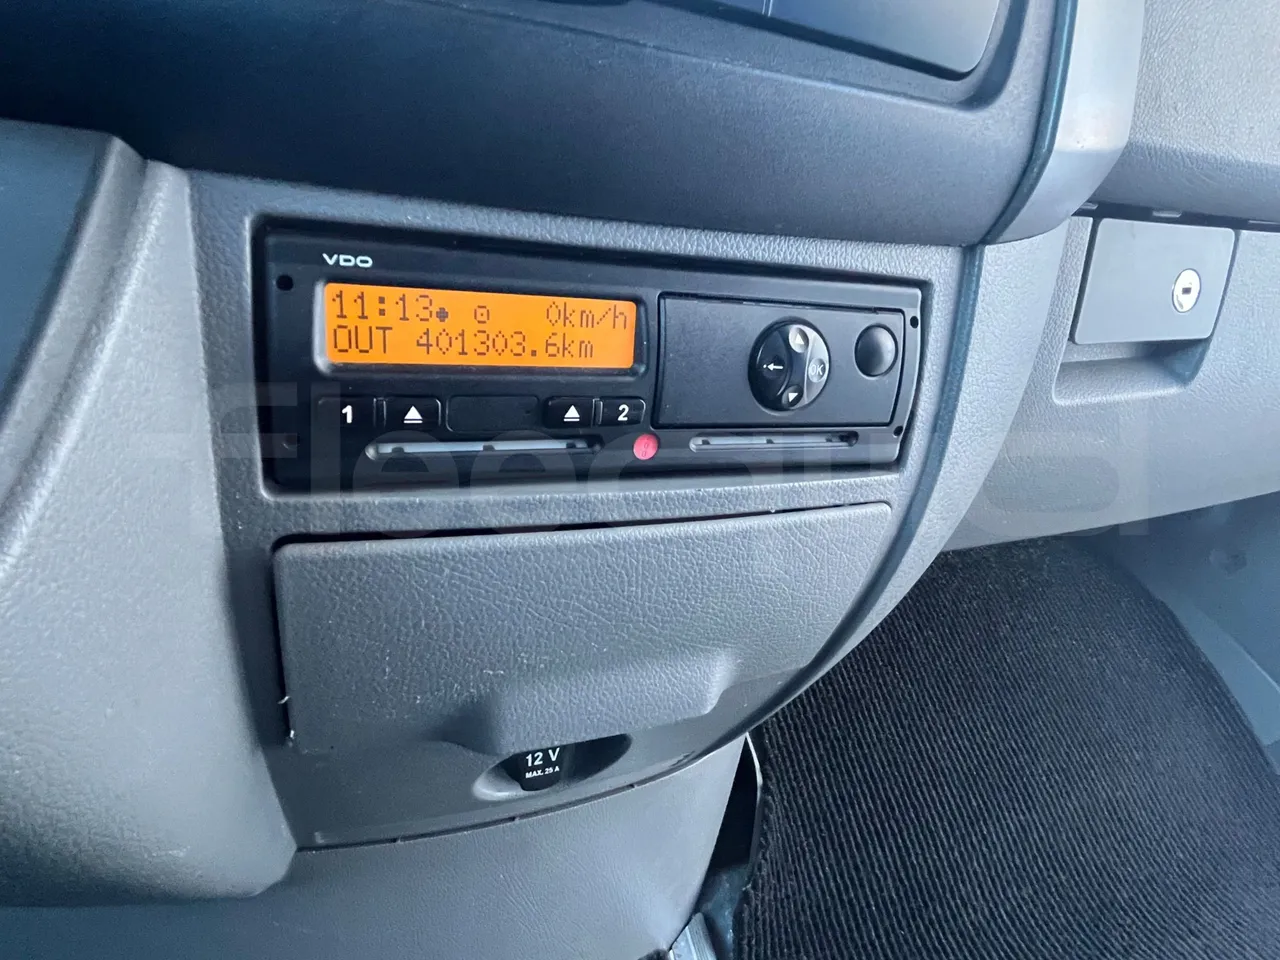 VDO
11:13 0km/h
OUT 401303.6km
1 2
OK
12 V
MAX. 25 A